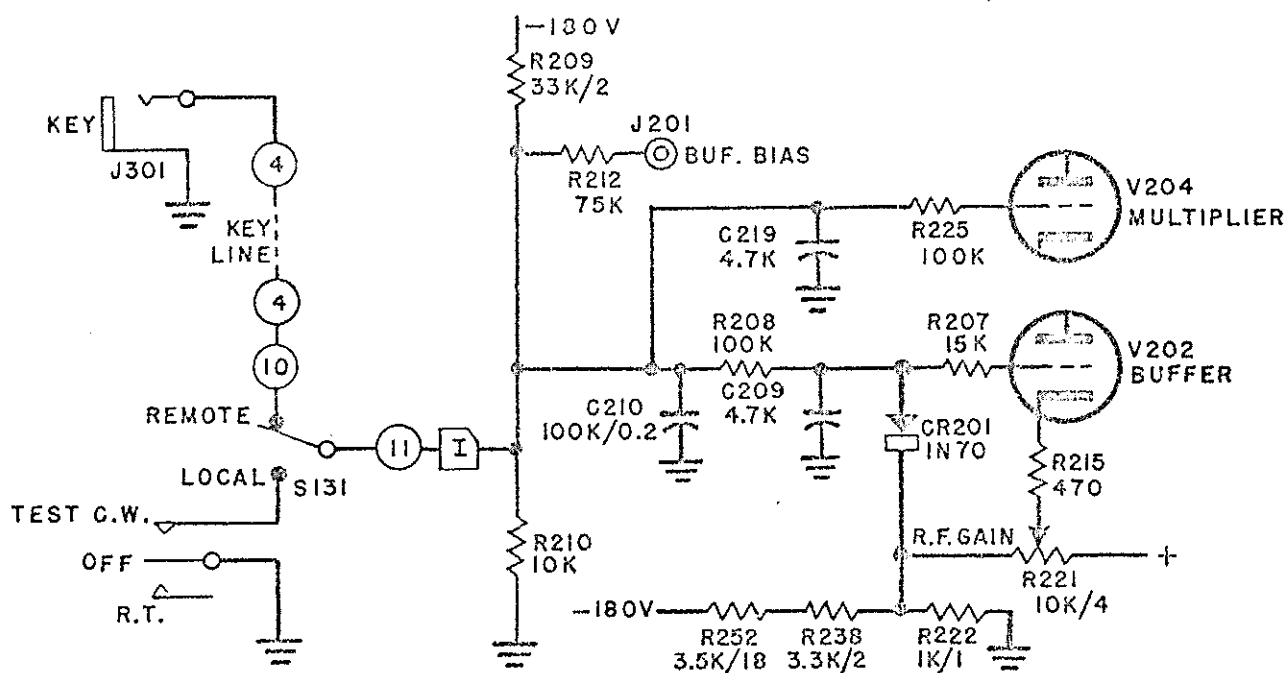 -180V
R209
33K/2
KEY
J301
4
KEY
LINE
4
10
REMOTE
11
I
LOCAL
S131
TEST C.W.
OFF
R.T.
J201
BUF. BIAS
R212
75K
C219
4.7K
R225
100K
V204
MULTIPLIER
R208
100K
C209
4.7K
C210
100K/0.2
R207
15K
V202
BUFFER
CR201
1N70
R215
470
R.F. GAIN
+
R221
10K/4
R210
10K
-180V
R252
3.5K/18
R238
3.3K/2
R222
1K/1